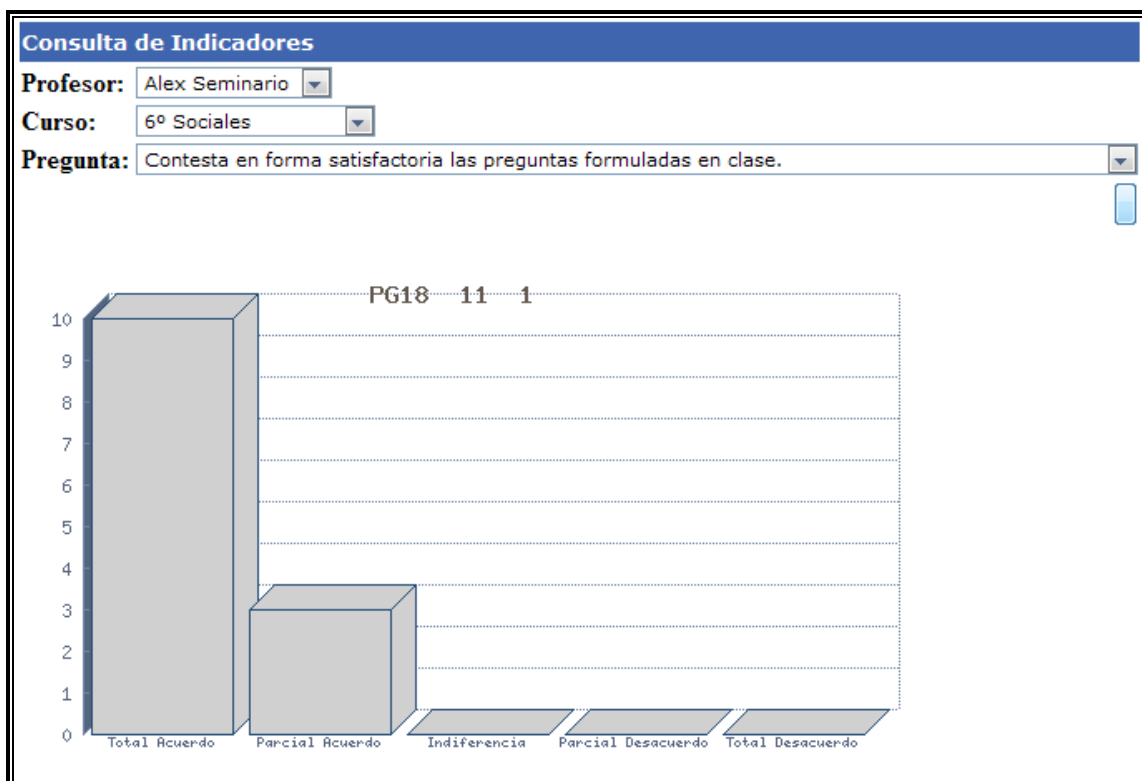 Consulta de Indicadores
Profesor: Alex Seminario
Curso: 6º Sociales
Pregunta: Contesta en forma satisfactoria las preguntas formuladas en clase.
PG18 11 1
10
9
8
7
6
5
4
3
2
1
0
Total Acuerdo Parcial Acuerdo Indiferencia Parcial Desacuerdo Total Desacuerdo